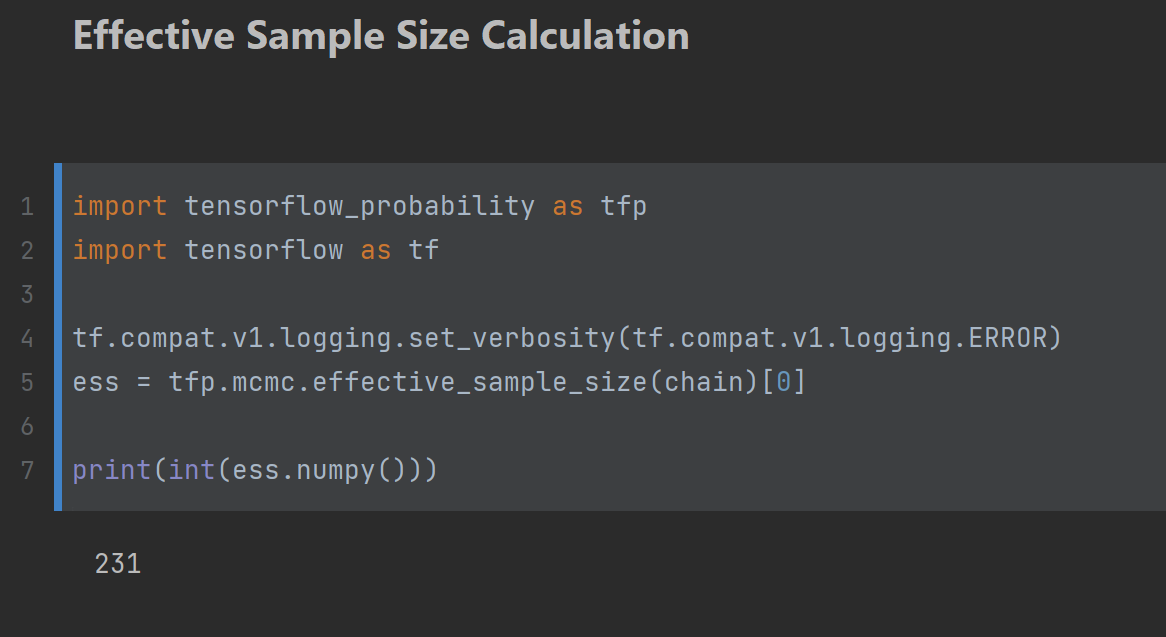 Effective Sample Size Calculation
1 import tensorflow_probability as tfp
2 import tensorflow as tf
3
4 tf.compat.v1.logging.set_verbosity(tf.compat.v1.logging.ERROR)
5 ess = tfp.mcmc.effective_sample_size(chain)[0]
6
7 print(int(ess.numpy()))
231